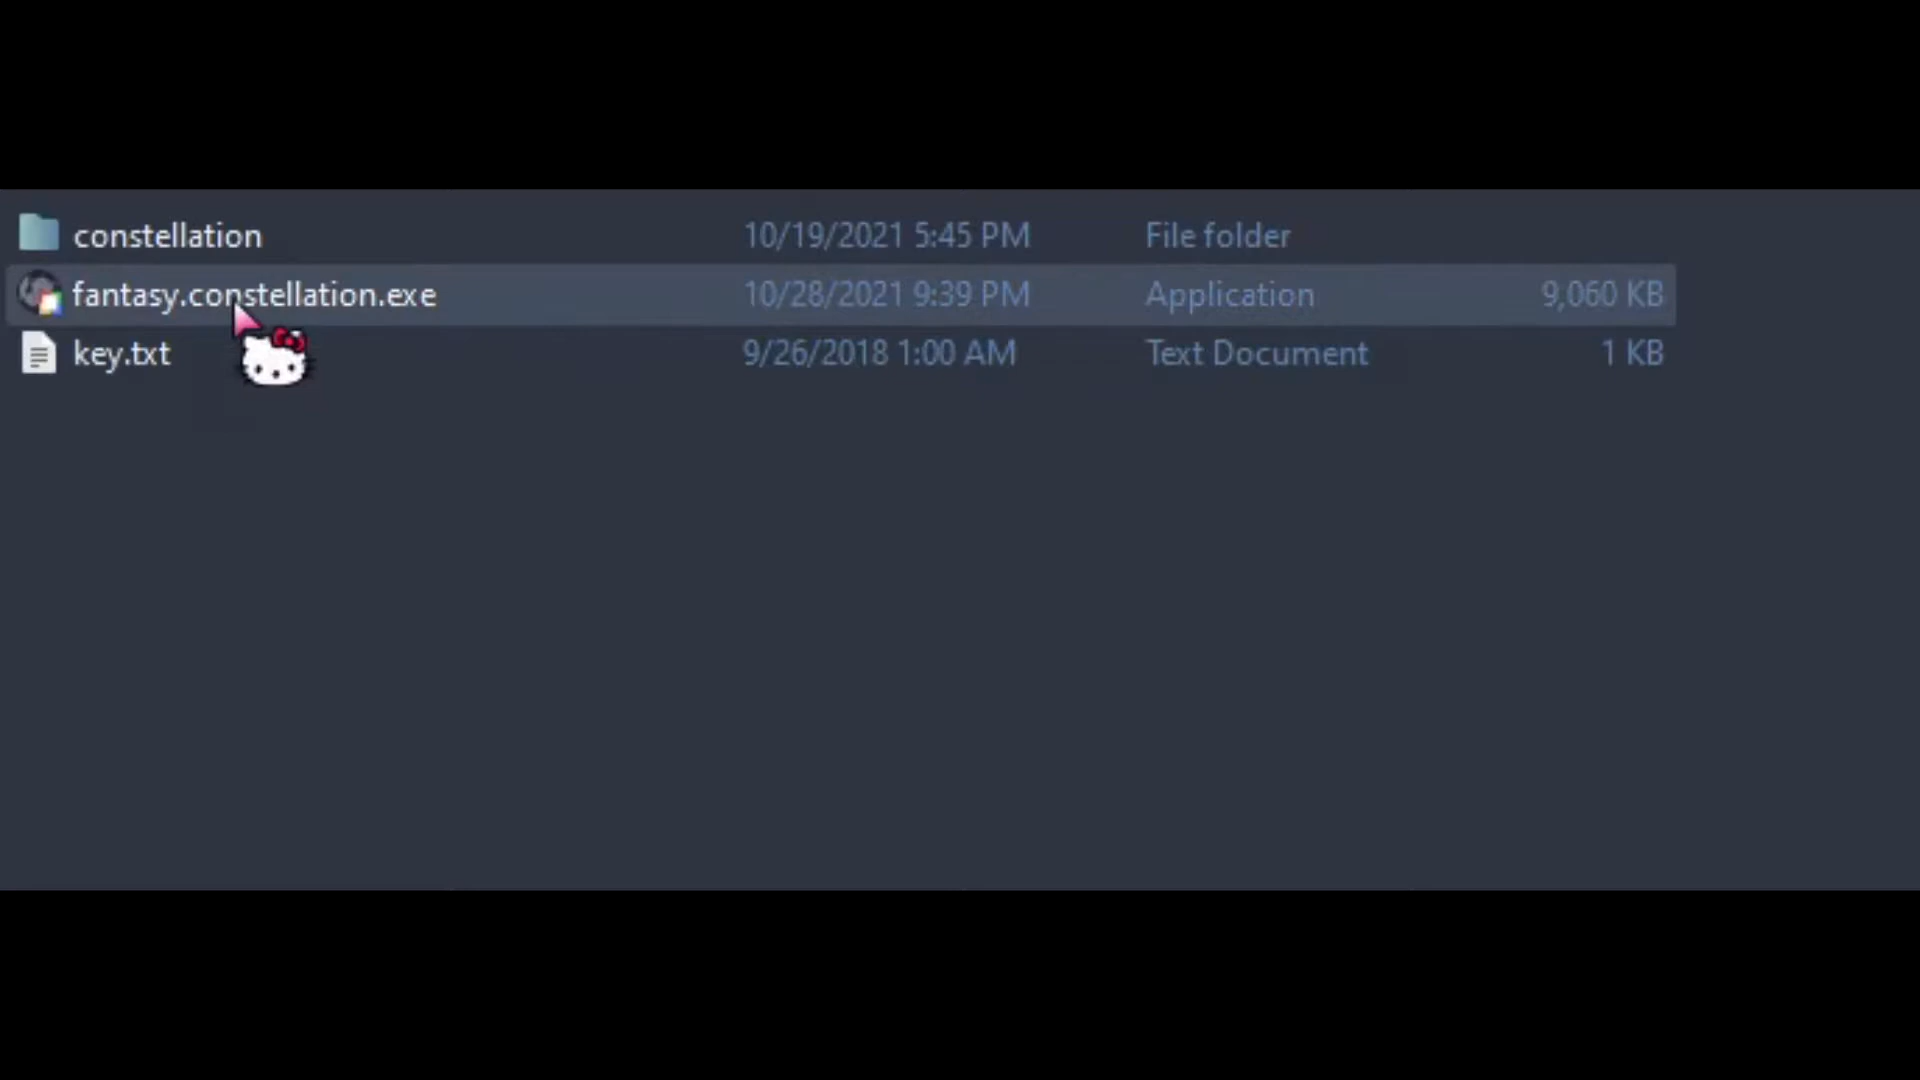 constellation 10/19/2021 5:45 PM File folder
fantasy.constellation.exe 10/28/2021 9:39 PM Application 9,060 KB
key.txt 9/26/2018 1:00 AM Text Document 1 KB